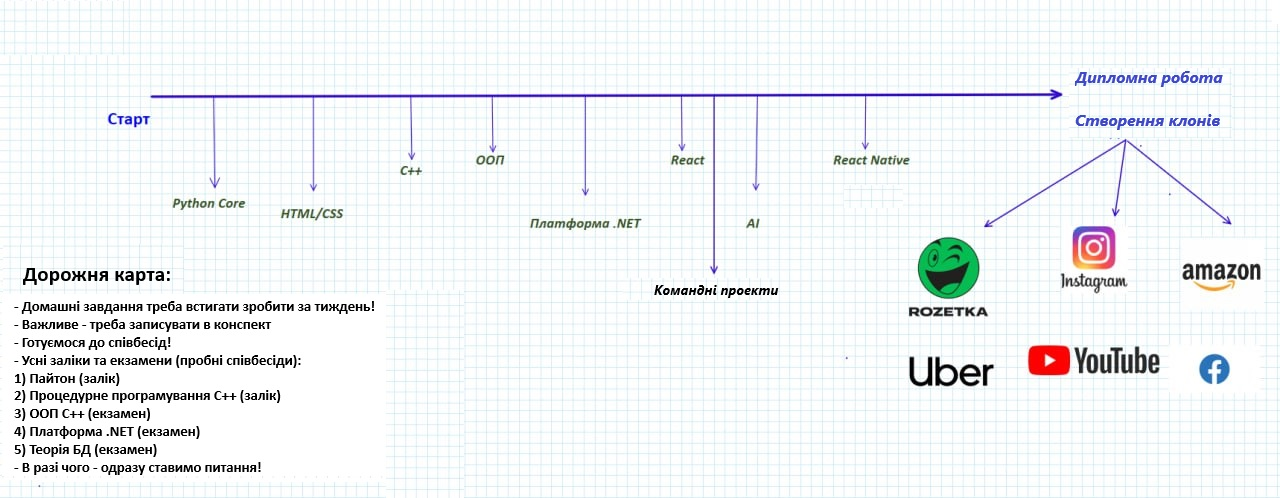 Дипломна робота
Старт
Створення клонів
Python Core
HTML/CSS
С++
ООП
Платформа .NET
React
AI
React Native
Командні проекти
ROZETKA
Instagram
amazon
Uber
YouTube
Дорожня карта:
- Домашні завдання треба встигати зробити за тиждень!
- Важливе - треба записувати в конспект
- Готуємося до співбесід!
- Усні заліки та екзамени (пробні співбесіди):
1) Пайтон (залік)
2) Процедурне програмування С++ (залік)
3) ООП С++ (екзамен)
4) Платформа .NET (екзамен)
5) Теорія БД (екзамен)
- В разі чого - одразу ставимо питання!